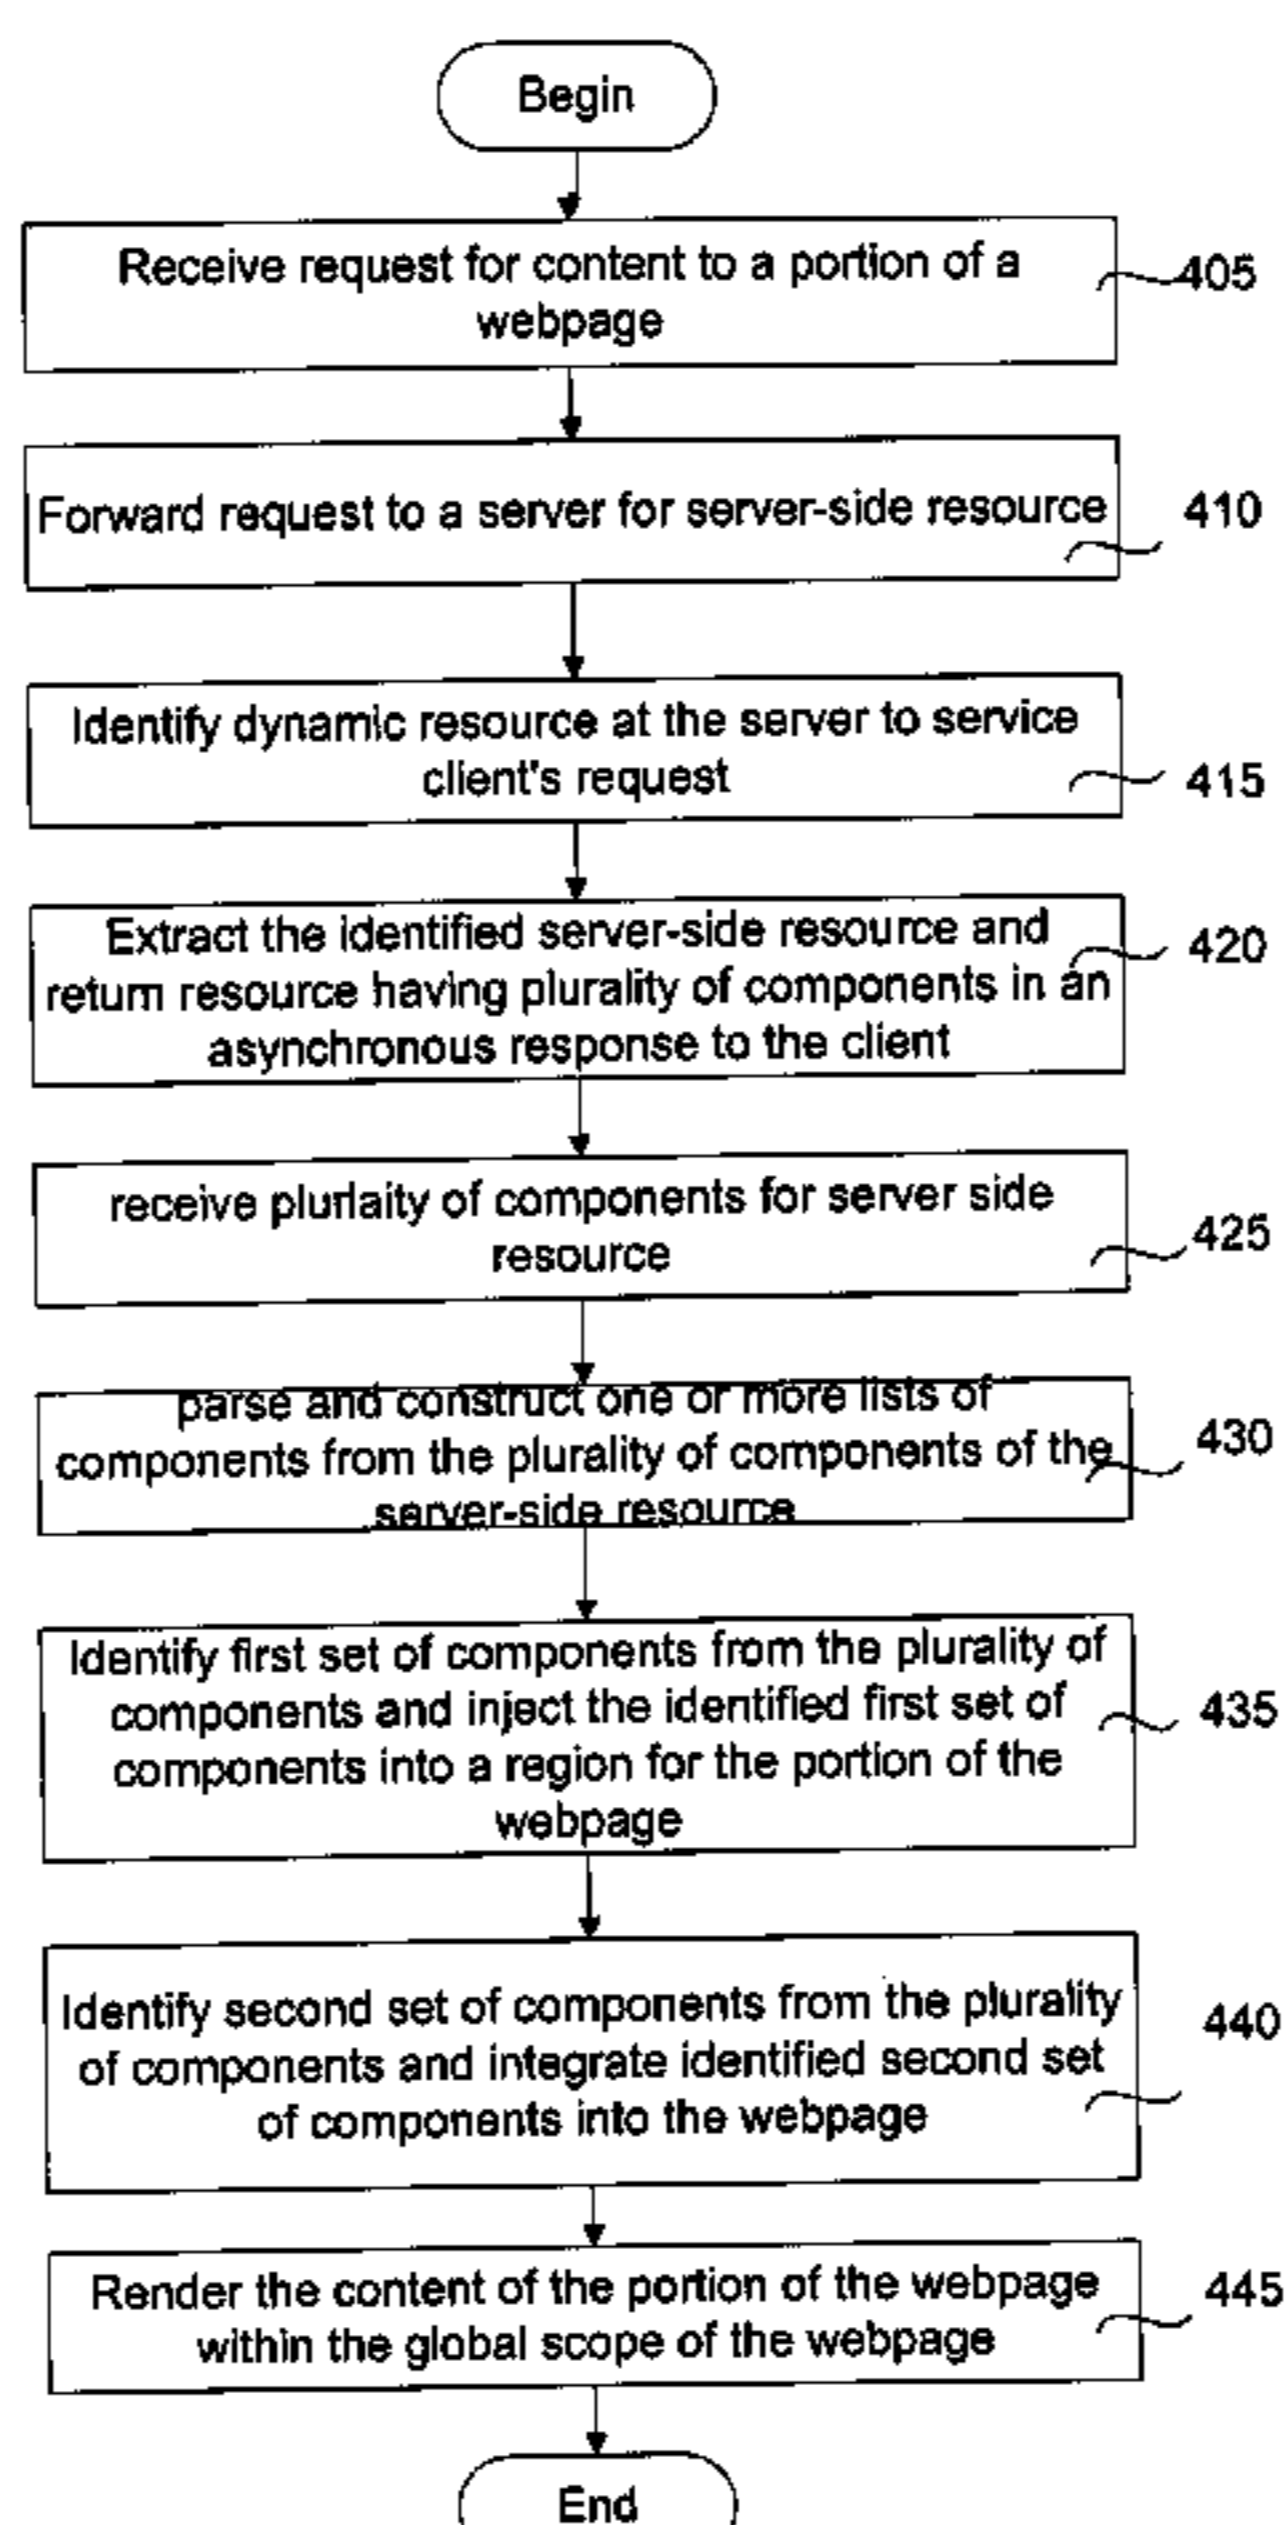 Begin
Receive request for content to a portion of a
webpage
405
Forward request to a server for server-side resource
410
Identify dynamic resource at the server to service
client's request
415
Extract the identified server-side resource and
return resource having plurality of components in an
asynchronous response to the client
420
receive plurlaity of components for server side
resource
425
parse and construct one or more lists of
components from the plurality of components of the
server-side resource
430
Identify first set of components from the plurality of
components and inject the identified first set of
components into a region for the portion of the
webpage
435
Identify second set of components from the plurality
of components and integrate identified second set
of components into the webpage
440
Render the content of the portion of the webpage
within the global scope of the webpage
445
End